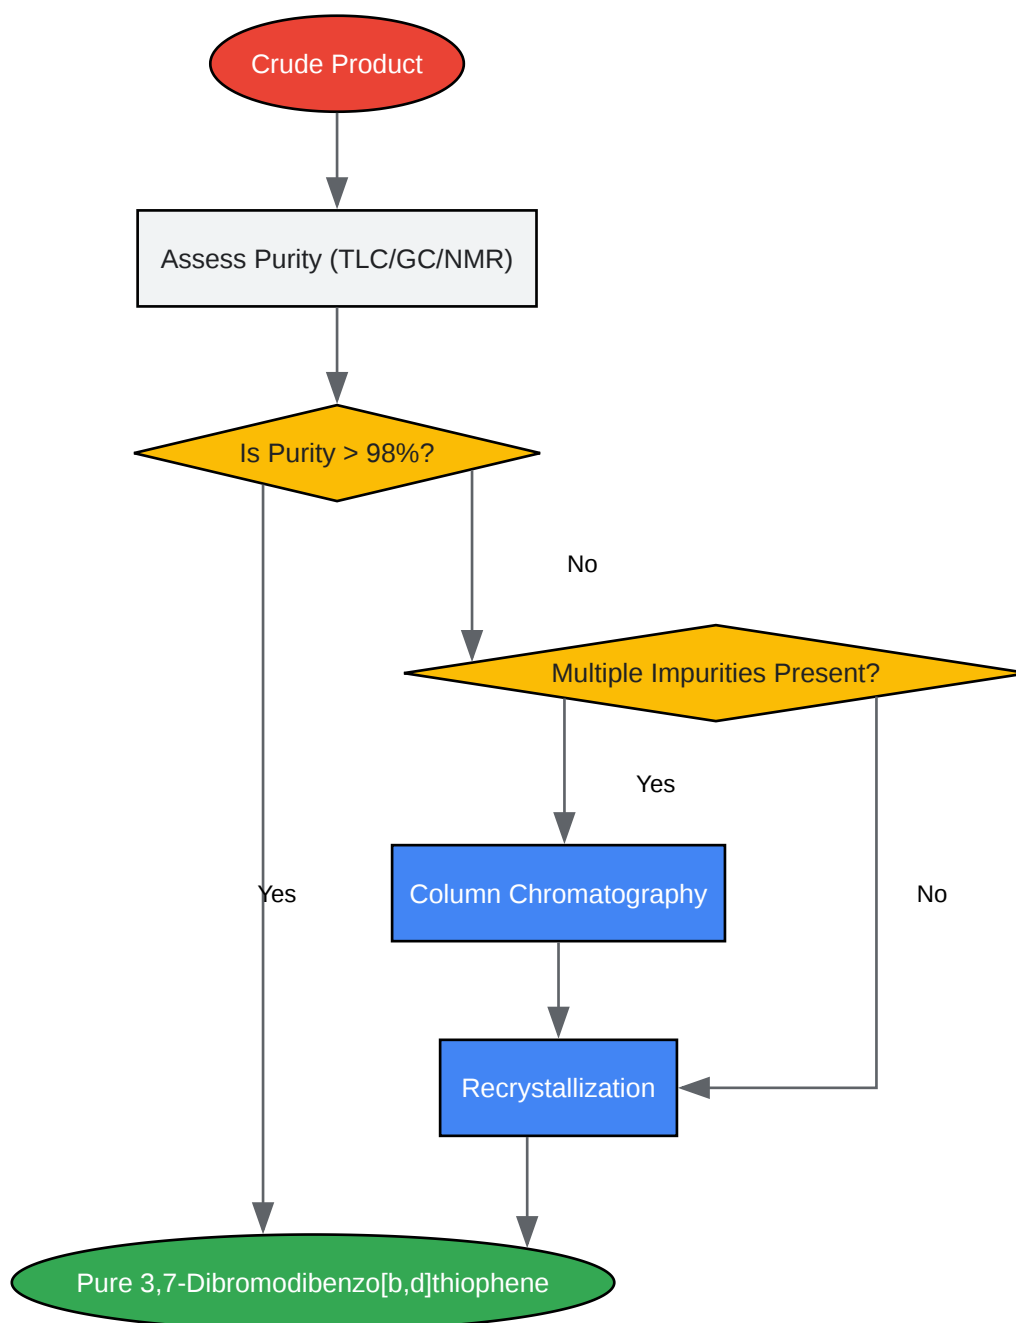 Crude Product
Assess Purity (TLC/GC/NMR)
Is Purity > 98%?
No
Multiple Impurities Present?
Yes
Column Chromatography
Yes
No
Recrystallization
Pure 3,7-Dibromodibenzo[b,d]thiophene